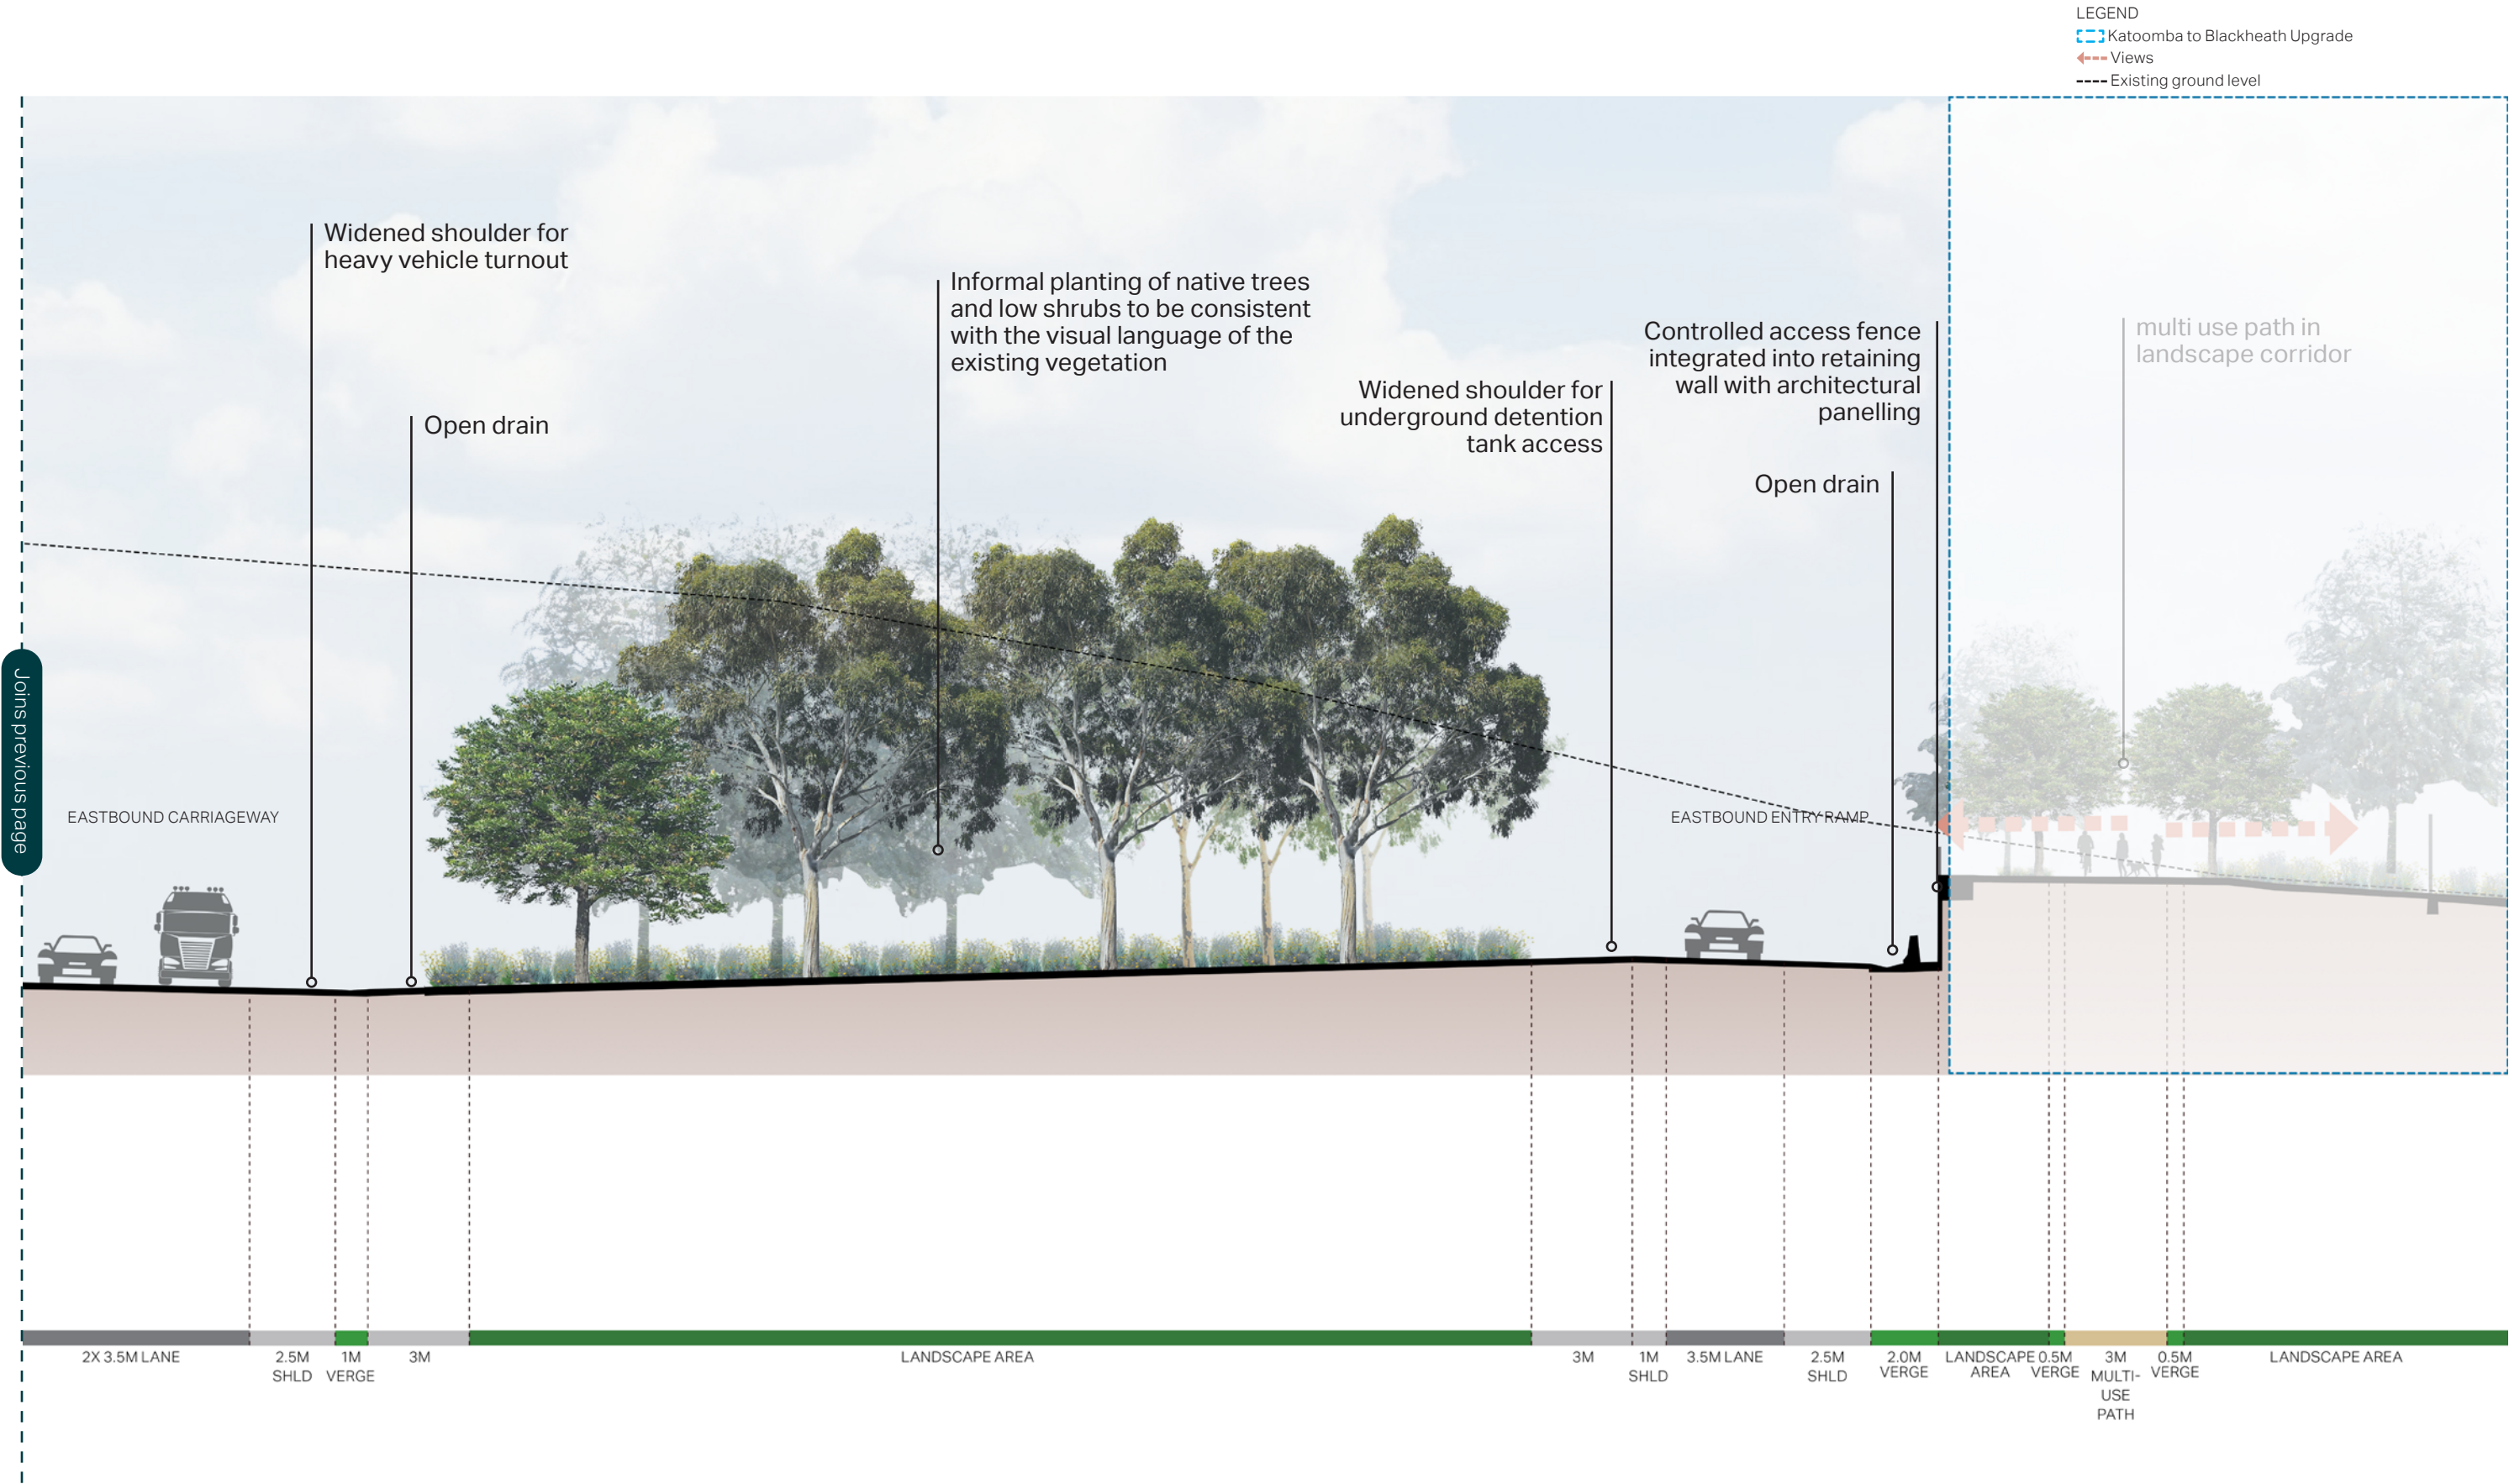 LEGEND
Katoomba to Blackheath Upgrade
Views
Existing ground level
Widened shoulder for
heavy vehicle turnout
Open drain
Informal planting of native trees
and low shrubs to be consistent
with the visual language of the
existing vegetation
Widened shoulder for
underground detention
tank access
Controlled access fence
integrated into retaining
wall with architectural
panelling
Open drain
multi use path in
landscape corridor
Joins previous page
EASTBOUND CARRIAGEWAY
EASTBOUND ENTRY RAMP
2X 3.5M LANE
2.5M
SHLD
1M
VERGE
3M
LANDSCAPE AREA
3M
1M
SHLD
3.5M LANE
2.5M
SHLD
2.0M
VERGE
LANDSCAPE
AREA
0.5M
VERGE
3M
MULTI-
USE
PATH
0.5M
VERGE
LANDSCAPE AREA